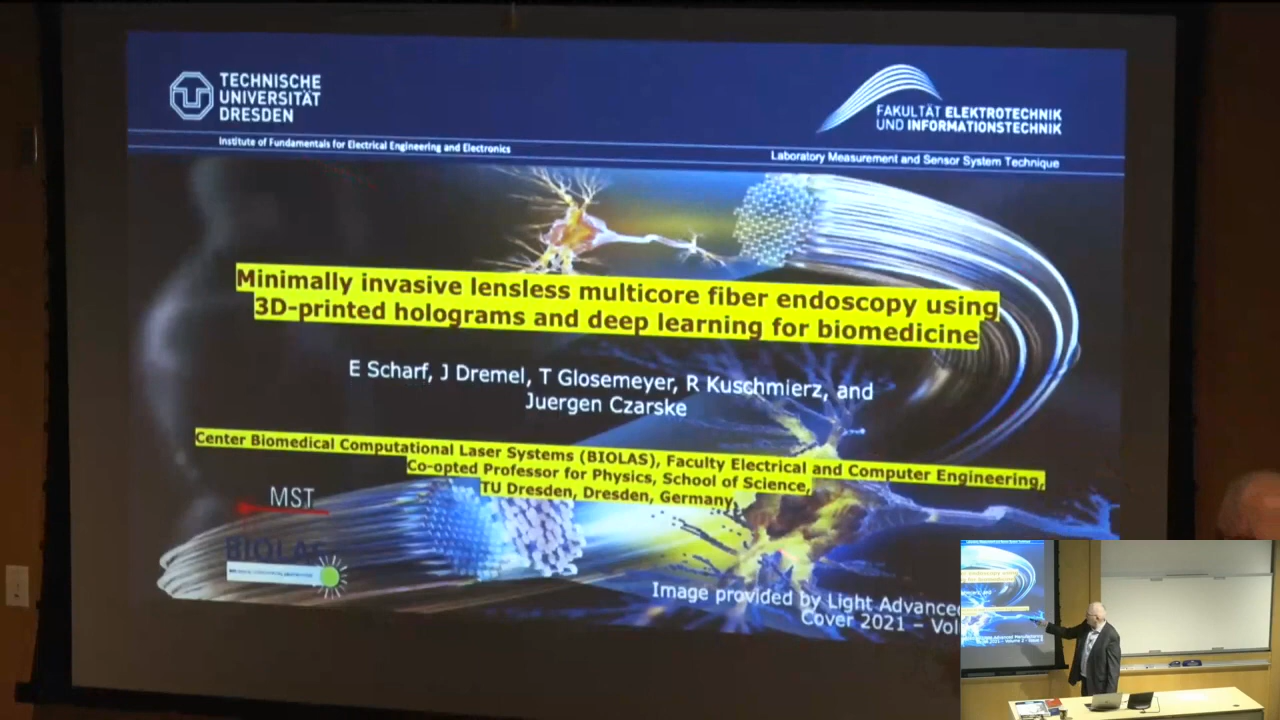 TECHNISCHE
UNIVERSITÄT
DRESDEN
FAKULTÄT ELEKTROTECHNIK
UND INFORMATIONSTECHNIK
Institute of Fundamentals for Electrical Engineering and Electronics
Laboratory Measurement and Sensor System Technique
Minimally invasive lensless multicore fiber endoscopy using
3D-printed holograms and deep learning for biomedicine
E Scharf, J Dremel, T Glosemeyer, R Kuschmierz, and
Juergen Czarske
Center Biomedical Computational Laser Systems (BIOLAS), Faculty Electrical and Computer Engineering,
Co-opted Professor for Physics, School of Science,
TU Dresden, Dresden, Germany,
MST
BIOLAS
Image provided by Light Advanced
Cover 2021 – Vol